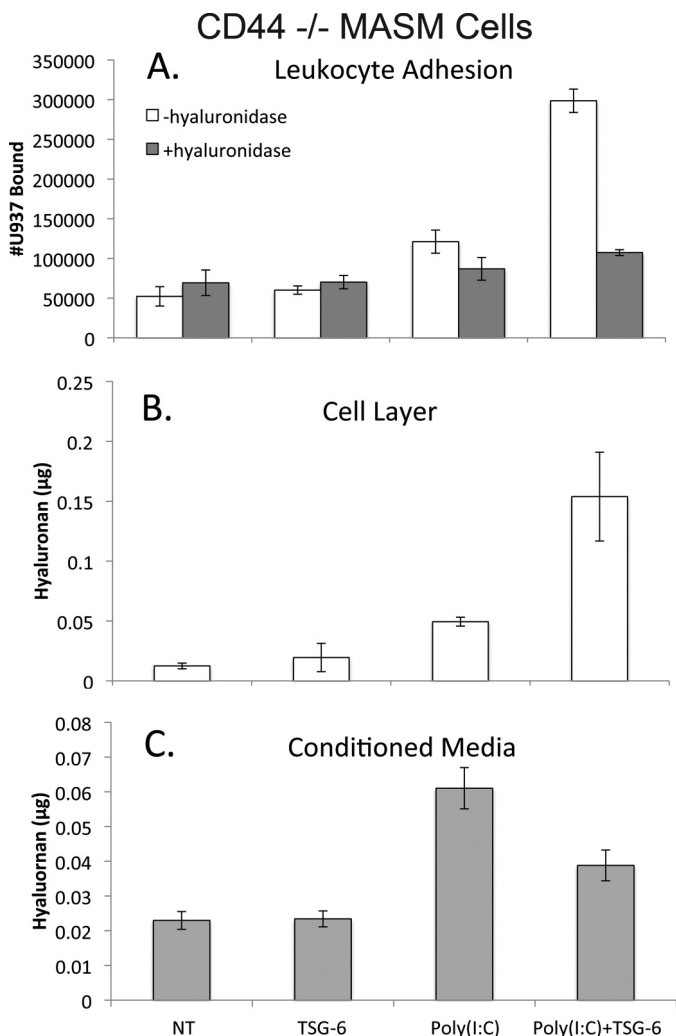 CD44 -/- MASM Cells
A.
Leukocyte Adhesion
-hyaluronidase
+hyaluronidase
#U937 Bound
350000
300000
250000
200000
150000
100000
50000
0
B.
Cell Layer
Hyaluronan (µg)
0.25
0.2
0.15
0.1
0.05
0
C.
Conditioned Media
Hyaluornan (µg)
0.08
0.07
0.06
0.05
0.04
0.03
0.02
0.01
0
NT
TSG-6
Poly(I:C)
Poly(I:C)+TSG-6